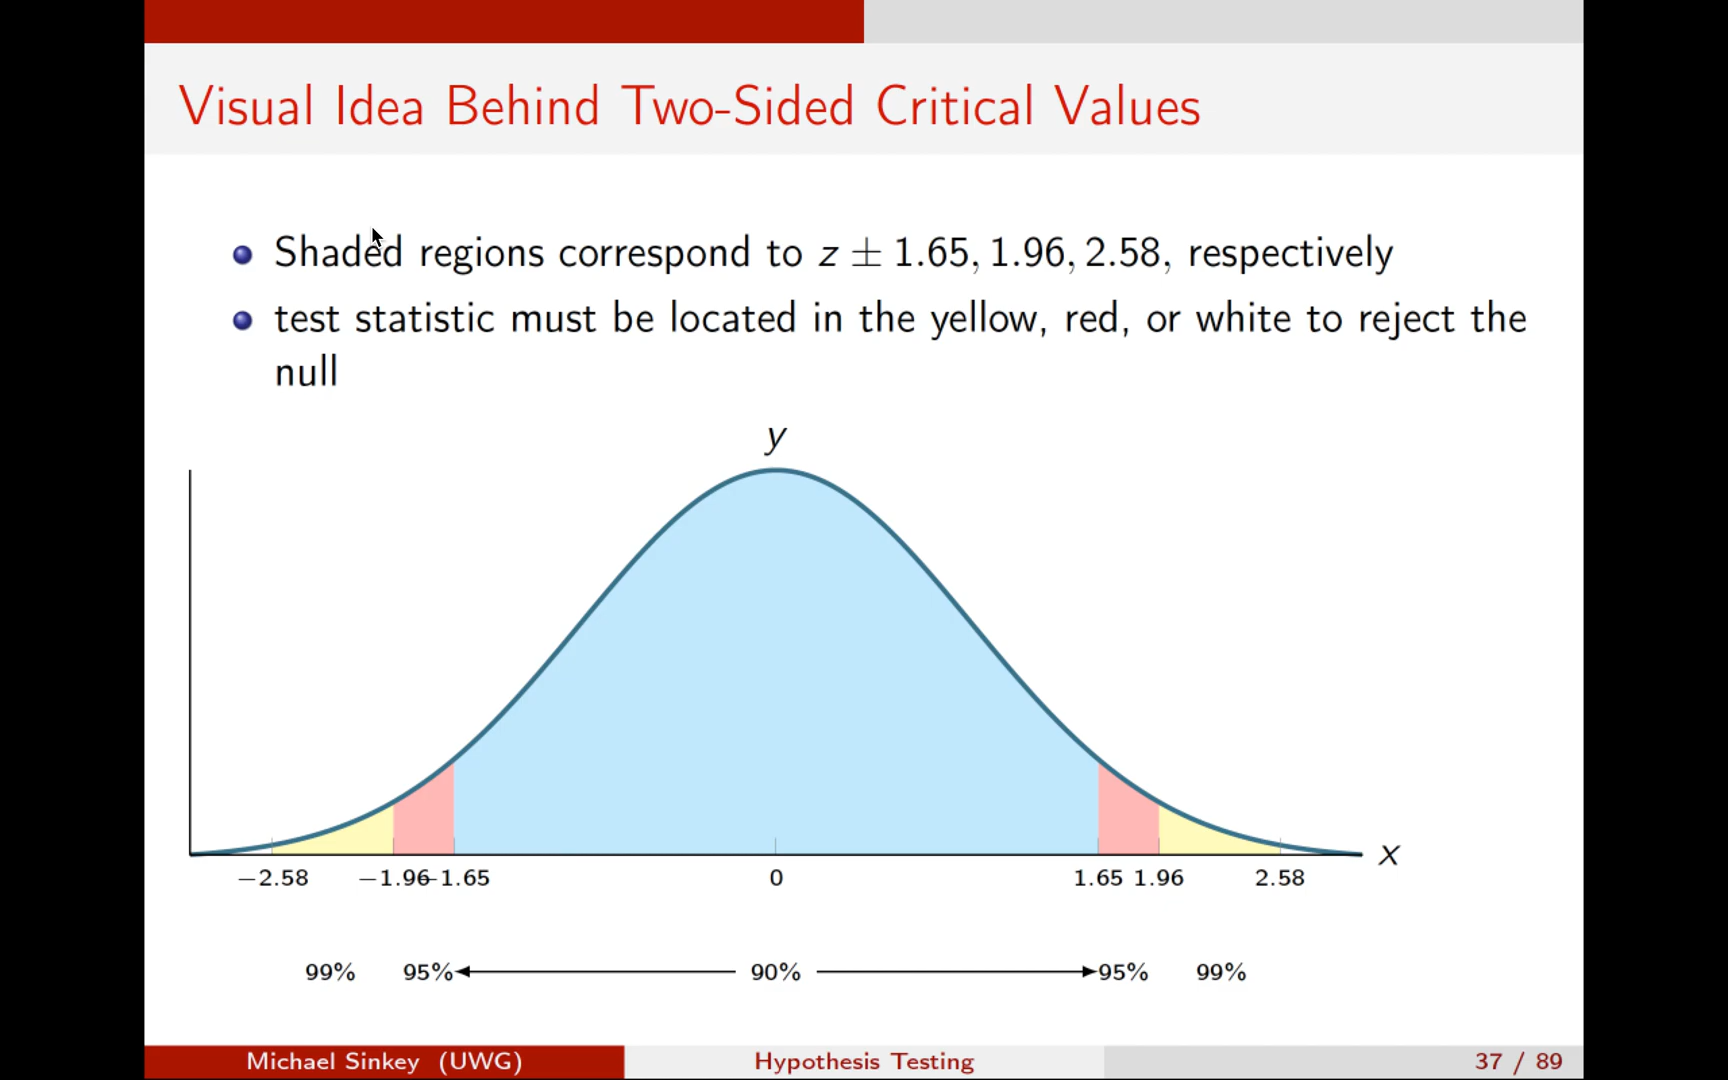 Visual Idea Behind Two-Sided Critical Values
Shaded regions correspond to z ± 1.65, 1.96, 2.58, respectively
test statistic must be located in the yellow, red, or white to reject the
null
y
x
−2.58 −1.96 −1.65 0 1.65 1.96 2.58
99% 95% 90% 95% 99%
Michael Sinkey (UWG) Hypothesis Testing 37 / 89